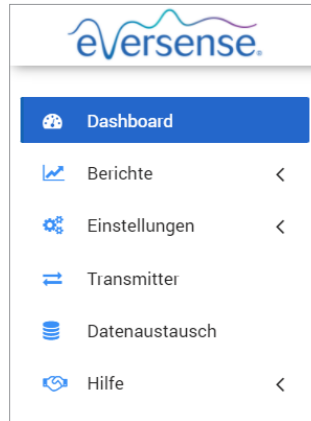 eversense.
Dashboard
Berichte
Einstellungen
Transmitter
Datenaustausch
Hilfe